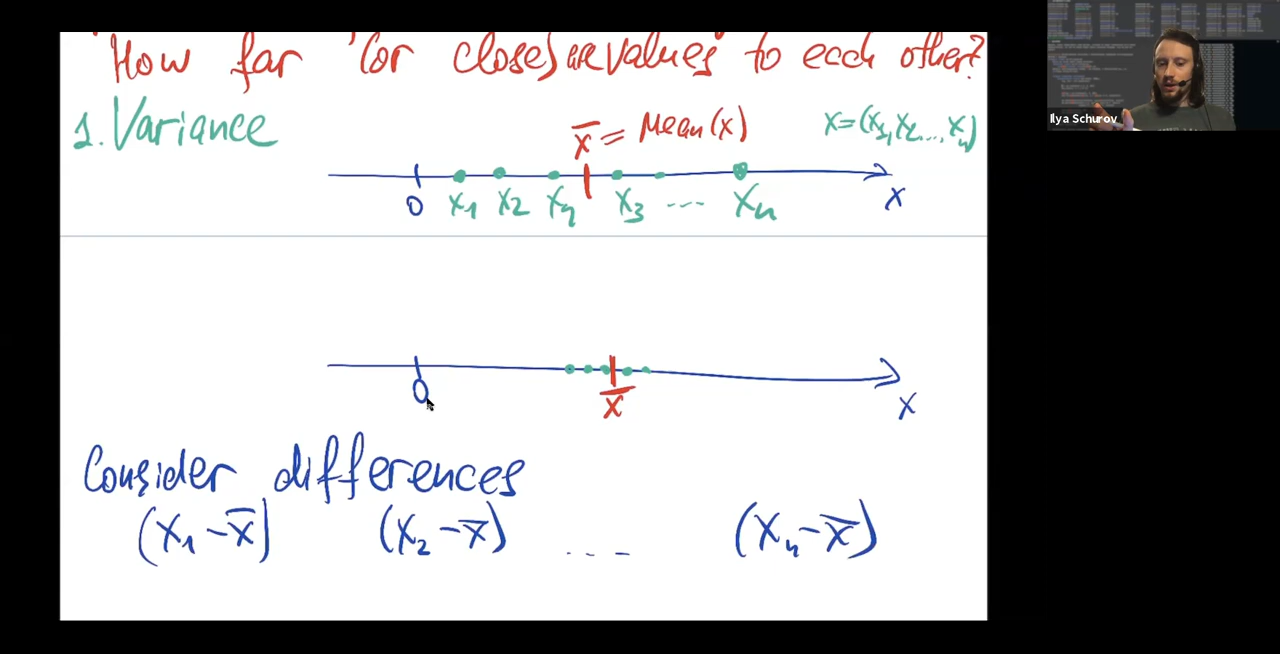 "How far (or close) are values" to each other?
1. Variance
x̄ = Mean(x)
x=(x₁, x₂, ..., xₙ)
0 x₁ x₂ x₃ ... xₙ x
0 x̄ x
Consider differences
(x₁ - x̄) (x₂ - x̄) ... (xₙ - x̄)
Ilya Schurov